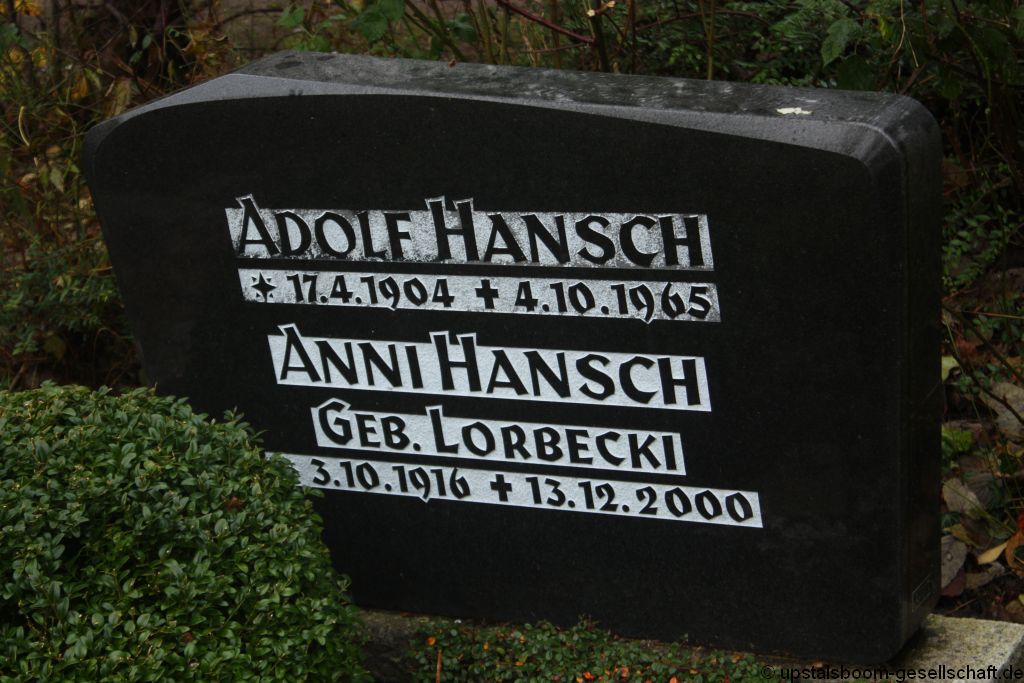 ADOLF HANSCH
* 17.4.1904 ✝ 4.10.1965
ANNI HANSCH
GEB. LORBECKI
3.10.1916 ✝ 13.12.2000
© upstalsboom-gesellschaft.de